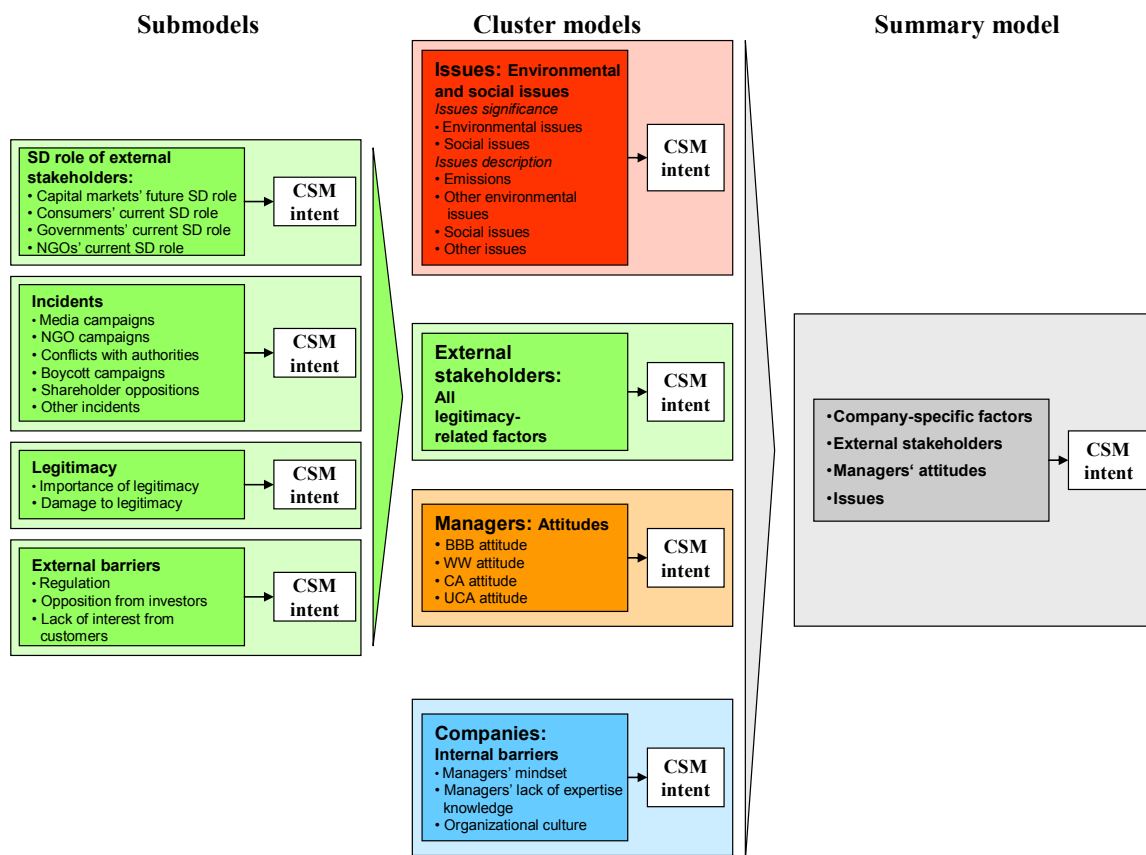 Submodels
Cluster models
Summary model
SD role of external
stakeholders:
• Capital markets' future SD role
• Consumers' current SD role
• Governments' current SD role
• NGOs' current SD role
CSM
intent
Incidents
• Media campaigns
• NGO campaigns
• Conflicts with authorities
• Boycott campaigns
• Shareholder oppositions
• Other incidents
CSM
intent
Legitimacy
• Importance of legitimacy
• Damage to legitimacy
CSM
intent
External barriers
• Regulation
• Opposition from investors
• Lack of interest from
customers
CSM
intent
Issues: Environmental
and social issues
Issues significance
• Environmental issues
• Social issues
Issues description
• Emissions
• Other environmental
issues
• Social issues
• Other issues
CSM
intent
External
stakeholders:
All
legitimacy-
related factors
CSM
intent
Managers: Attitudes
• BBB attitude
• WW attitude
• CA attitude
• UCA attitude
CSM
intent
Companies:
Internal barriers
• Managers' mindset
• Managers' lack of expertise
knowledge
• Organizational culture
CSM
intent
•Company-specific factors
•External stakeholders
•Managers‘ attitudes
•Issues
CSM
intent